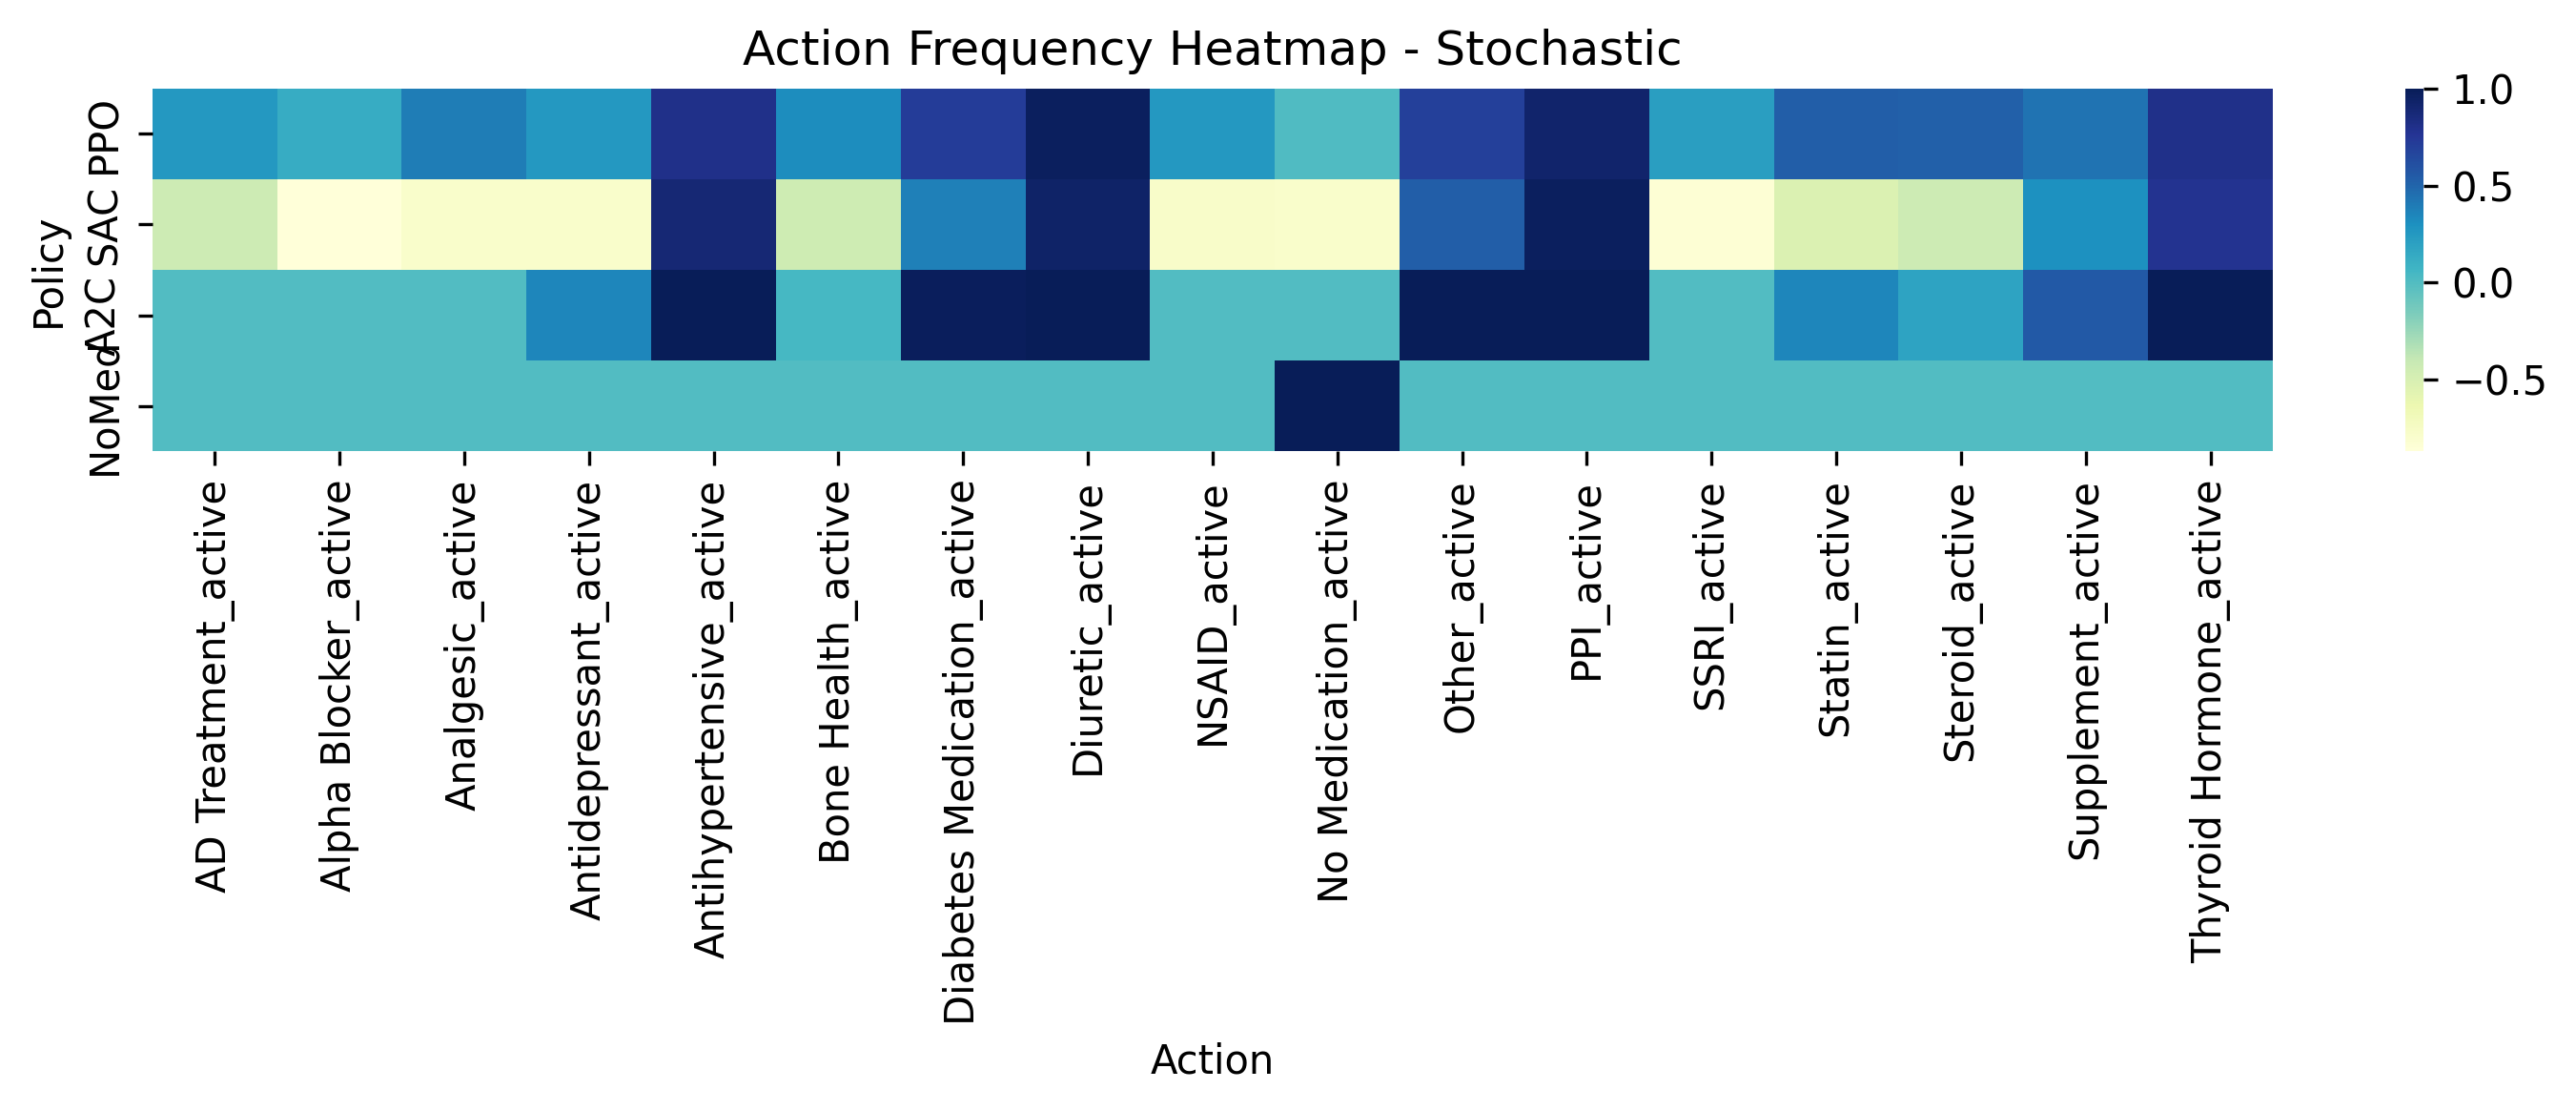 Action Frequency Heatmap - Stochastic
Policy
PPO
SAC
A2C
NoMed
1.0
0.5
0.0
−0.5
AD Treatment_active
Alpha Blocker_active
Analgesic_active
Antidepressant_active
Antihypertensive_active
Bone Health_active
Diabetes Medication_active
Diuretic_active
NSAID_active
No Medication_active
Other_active
PPI_active
SSRI_active
Statin_active
Steroid_active
Supplement_active
Thyroid Hormone_active
Action